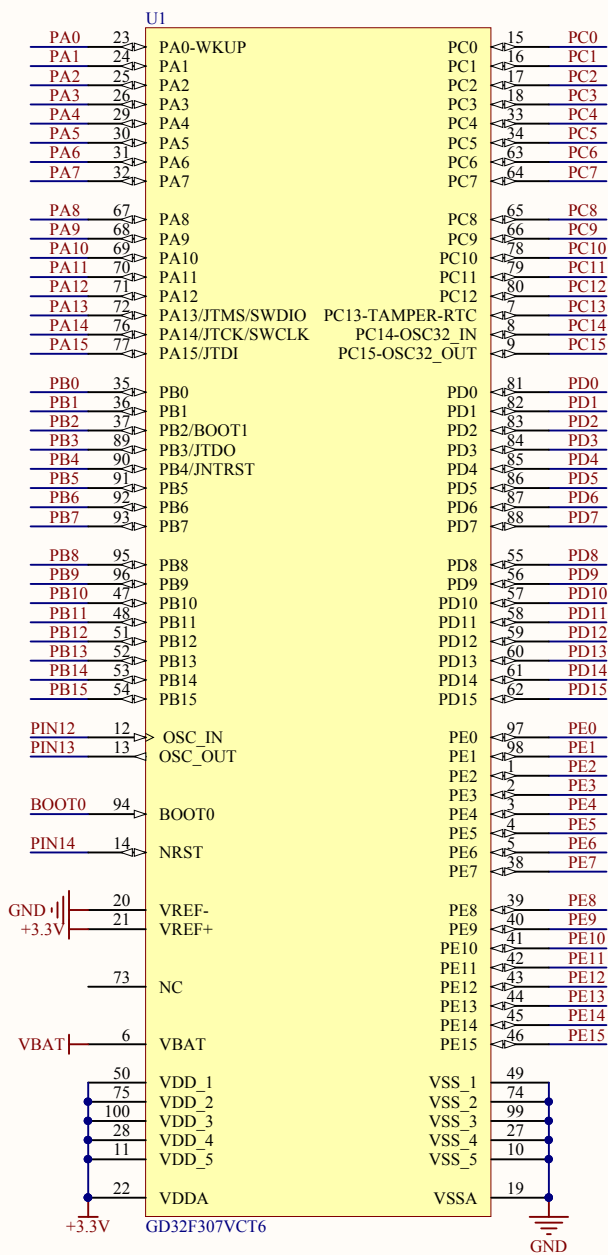 U1
PA0 23 PA0-WKUP PC0 15 PC0
PA1 24 PA1 PC1 16 PC1
PA2 25 PA2 PC2 17 PC2
PA3 26 PA3 PC3 18 PC3
PA4 29 PA4 PC4 33 PC4
PA5 30 PA5 PC5 34 PC5
PA6 31 PA6 PC6 63 PC6
PA7 32 PA7 PC7 64 PC7
PA8 67 PA8 PC8 65 PC8
PA9 68 PA9 PC9 66 PC9
PA10 69 PA10 PC10 78 PC10
PA11 70 PA11 PC11 79 PC11
PA12 71 PA12 PC12 80 PC12
PA13 72 PA13/JTMS/SWDIO PC13-TAMPER-RTC 7 PC13
PA14 76 PA14/JTCK/SWCLK PC14-OSC32_IN 8 PC14
PA15 77 PA15/JTDI PC15-OSC32_OUT 9 PC15
PB0 35 PB0 PD0 81 PD0
PB1 36 PB1 PD1 82 PD1
PB2 37 PB2/BOOT1 PD2 83 PD2
PB3 89 PB3/JTDO PD3 84 PD3
PB4 90 PB4/JNTRST PD4 85 PD4
PB5 91 PB5 PD5 86 PD5
PB6 92 PB6 PD6 87 PD6
PB7 93 PB7 PD7 88 PD7
PB8 95 PB8 PD8 55 PD8
PB9 96 PB9 PD9 56 PD9
PB10 47 PB10 PD10 57 PD10
PB11 48 PB11 PD11 58 PD11
PB12 51 PB12 PD12 59 PD12
PB13 52 PB13 PD13 60 PD13
PB14 53 PB14 PD14 61 PD14
PB15 54 PB15 PD15 62 PD15
PIN12 12 OSC_IN PE0 97 PE0
PIN13 13 OSC_OUT PE1 98 PE1
PE2 1 PE2
PE3 2 PE3
BOOT0 94 BOOT0 PE4 3 PE4
PE5 4 PE5
PIN14 14 NRST PE6 5 PE6
PE7 38 PE7
GND 20 VREF- PE8 39 PE8
+3.3V 21 VREF+ PE9 40 PE9
PE10 41 PE10
PE11 42 PE11
73 NC PE12 43 PE12
PE13 44 PE13
PE14 45 PE14
VBAT 6 VBAT PE15 46 PE15
50 VDD_1 VSS_1 49
75 VDD_2 VSS_2 74
100 VDD_3 VSS_3 99
28 VDD_4 VSS_4 27
11 VDD_5 VSS_5 10
22 VDDA VSSA 19
+3.3V GD32F307VCT6
GND